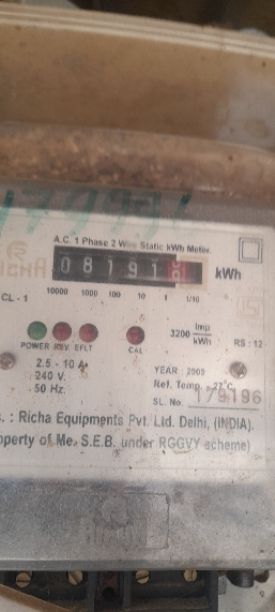 A.C. 1 Phase 2 Wire Static kWh Meter.
RICHA
0 8 1 9 1 8 kWh
CL - 1 10000 1000 100 10 1 1/10
3200 Imp/kWh RS : 12
POWER REV EFLT CAL
2.5 - 10 A
240 V.
50 Hz.
YEAR : 2005
Ref. Temp. : 27°C
SL. No. 179196
s. : Richa Equipments Pvt. Ltd. Delhi, (INDIA).
operty of Me. S.E.B. under RGGVY scheme)